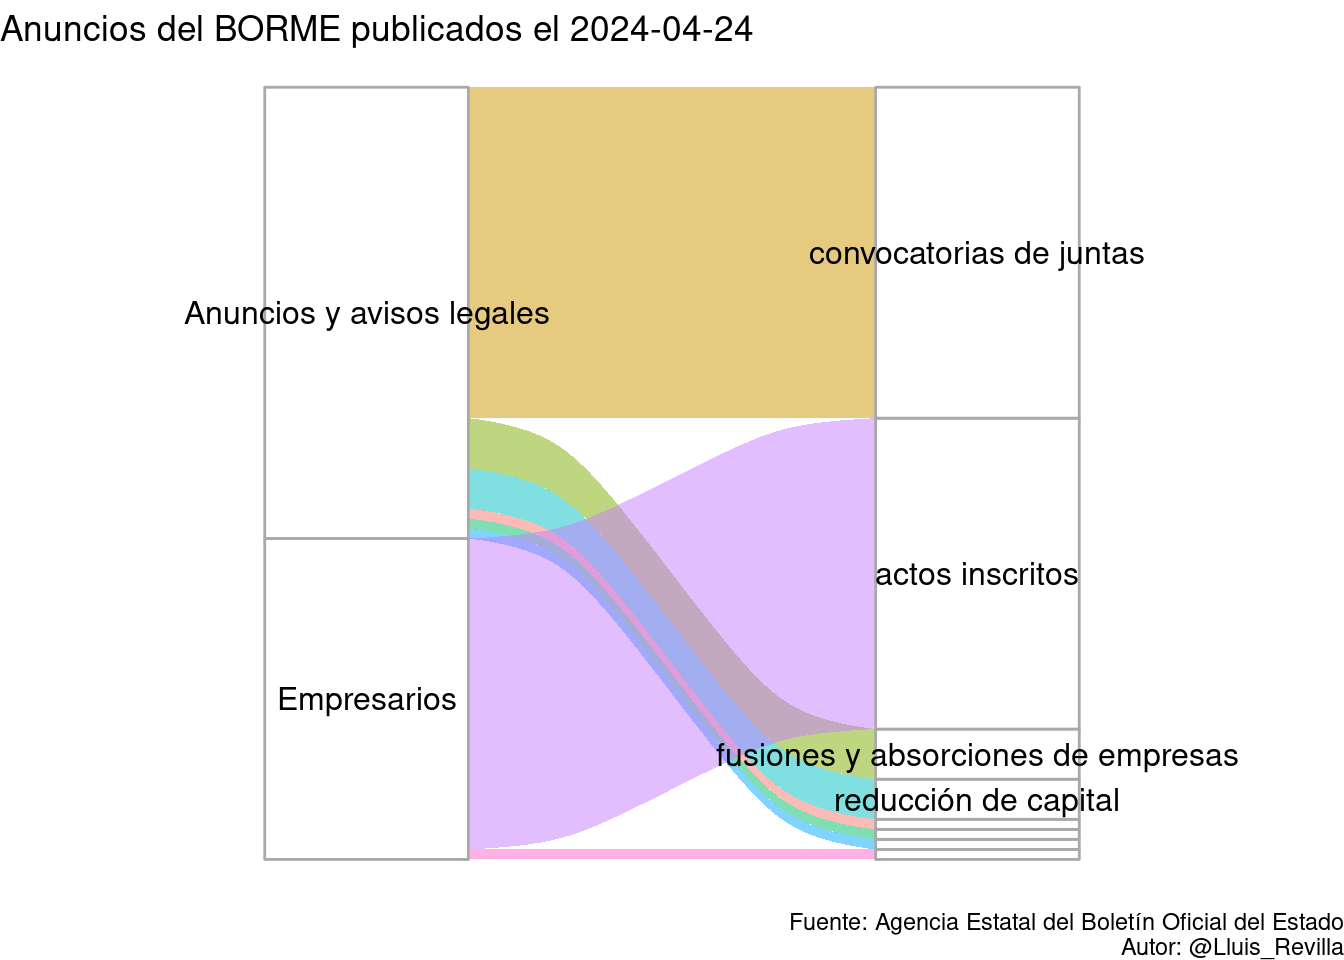 Anuncios del BORME publicados el 2024-04-24
convocatorias de juntas
Anuncios y avisos legales
actos inscritos
Empresarios
fusiones y absorciones de empresas
reducción de capital
Fuente: Agencia Estatal del Boletín Oficial del Estado
Autor: @Lluis_Revilla